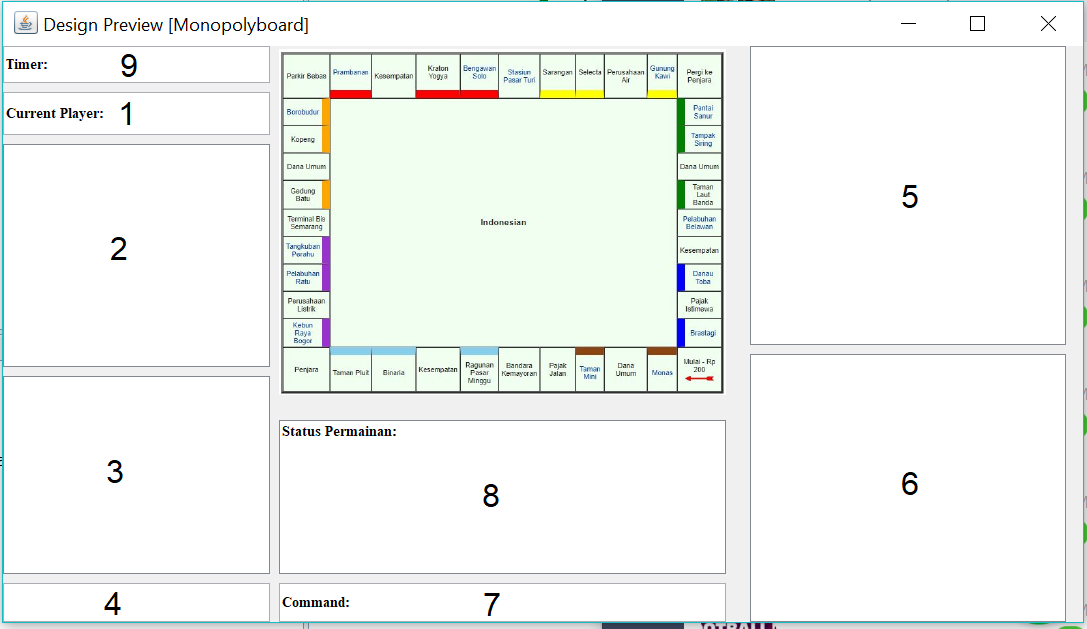 Design Preview [Monopolyboard]
Timer:
9
Current Player:
1
2
3
4
Parkir Bebas
Prambanan
Kesempatan
Kraton
Yogya
Bengawan
Solo
Stasiun
Pasar Turi
Sarangan
Selecta
Perusahaan
Air
Gunung
Kawi
Pergi ke
Penjara
Borobudur
Kopeng
Dana Umum
Gedung
Batu
Terminal Bis
Semarang
Tangkuban
Perahu
Pelabuhan
Ratu
Perusahaan
Listrik
Kebun
Raya
Bogor
Indonesian
Pantai
Sanur
Tampak
Siring
Dana Umum
Taman
Laut
Banda
Pelabuhan
Belawan
Kesempatan
Danau
Toba
Pajak
Istimewa
Brastagi
Penjara
Taman Pluit
Binaria
Kesempatan
Ragunan
Pasar
Minggu
Bandara
Kemayoran
Pajak
Jalan
Taman
Mini
Dana
Umum
Monas
Mulai - Rp
200
Status Permainan:
8
Command:
7
5
6